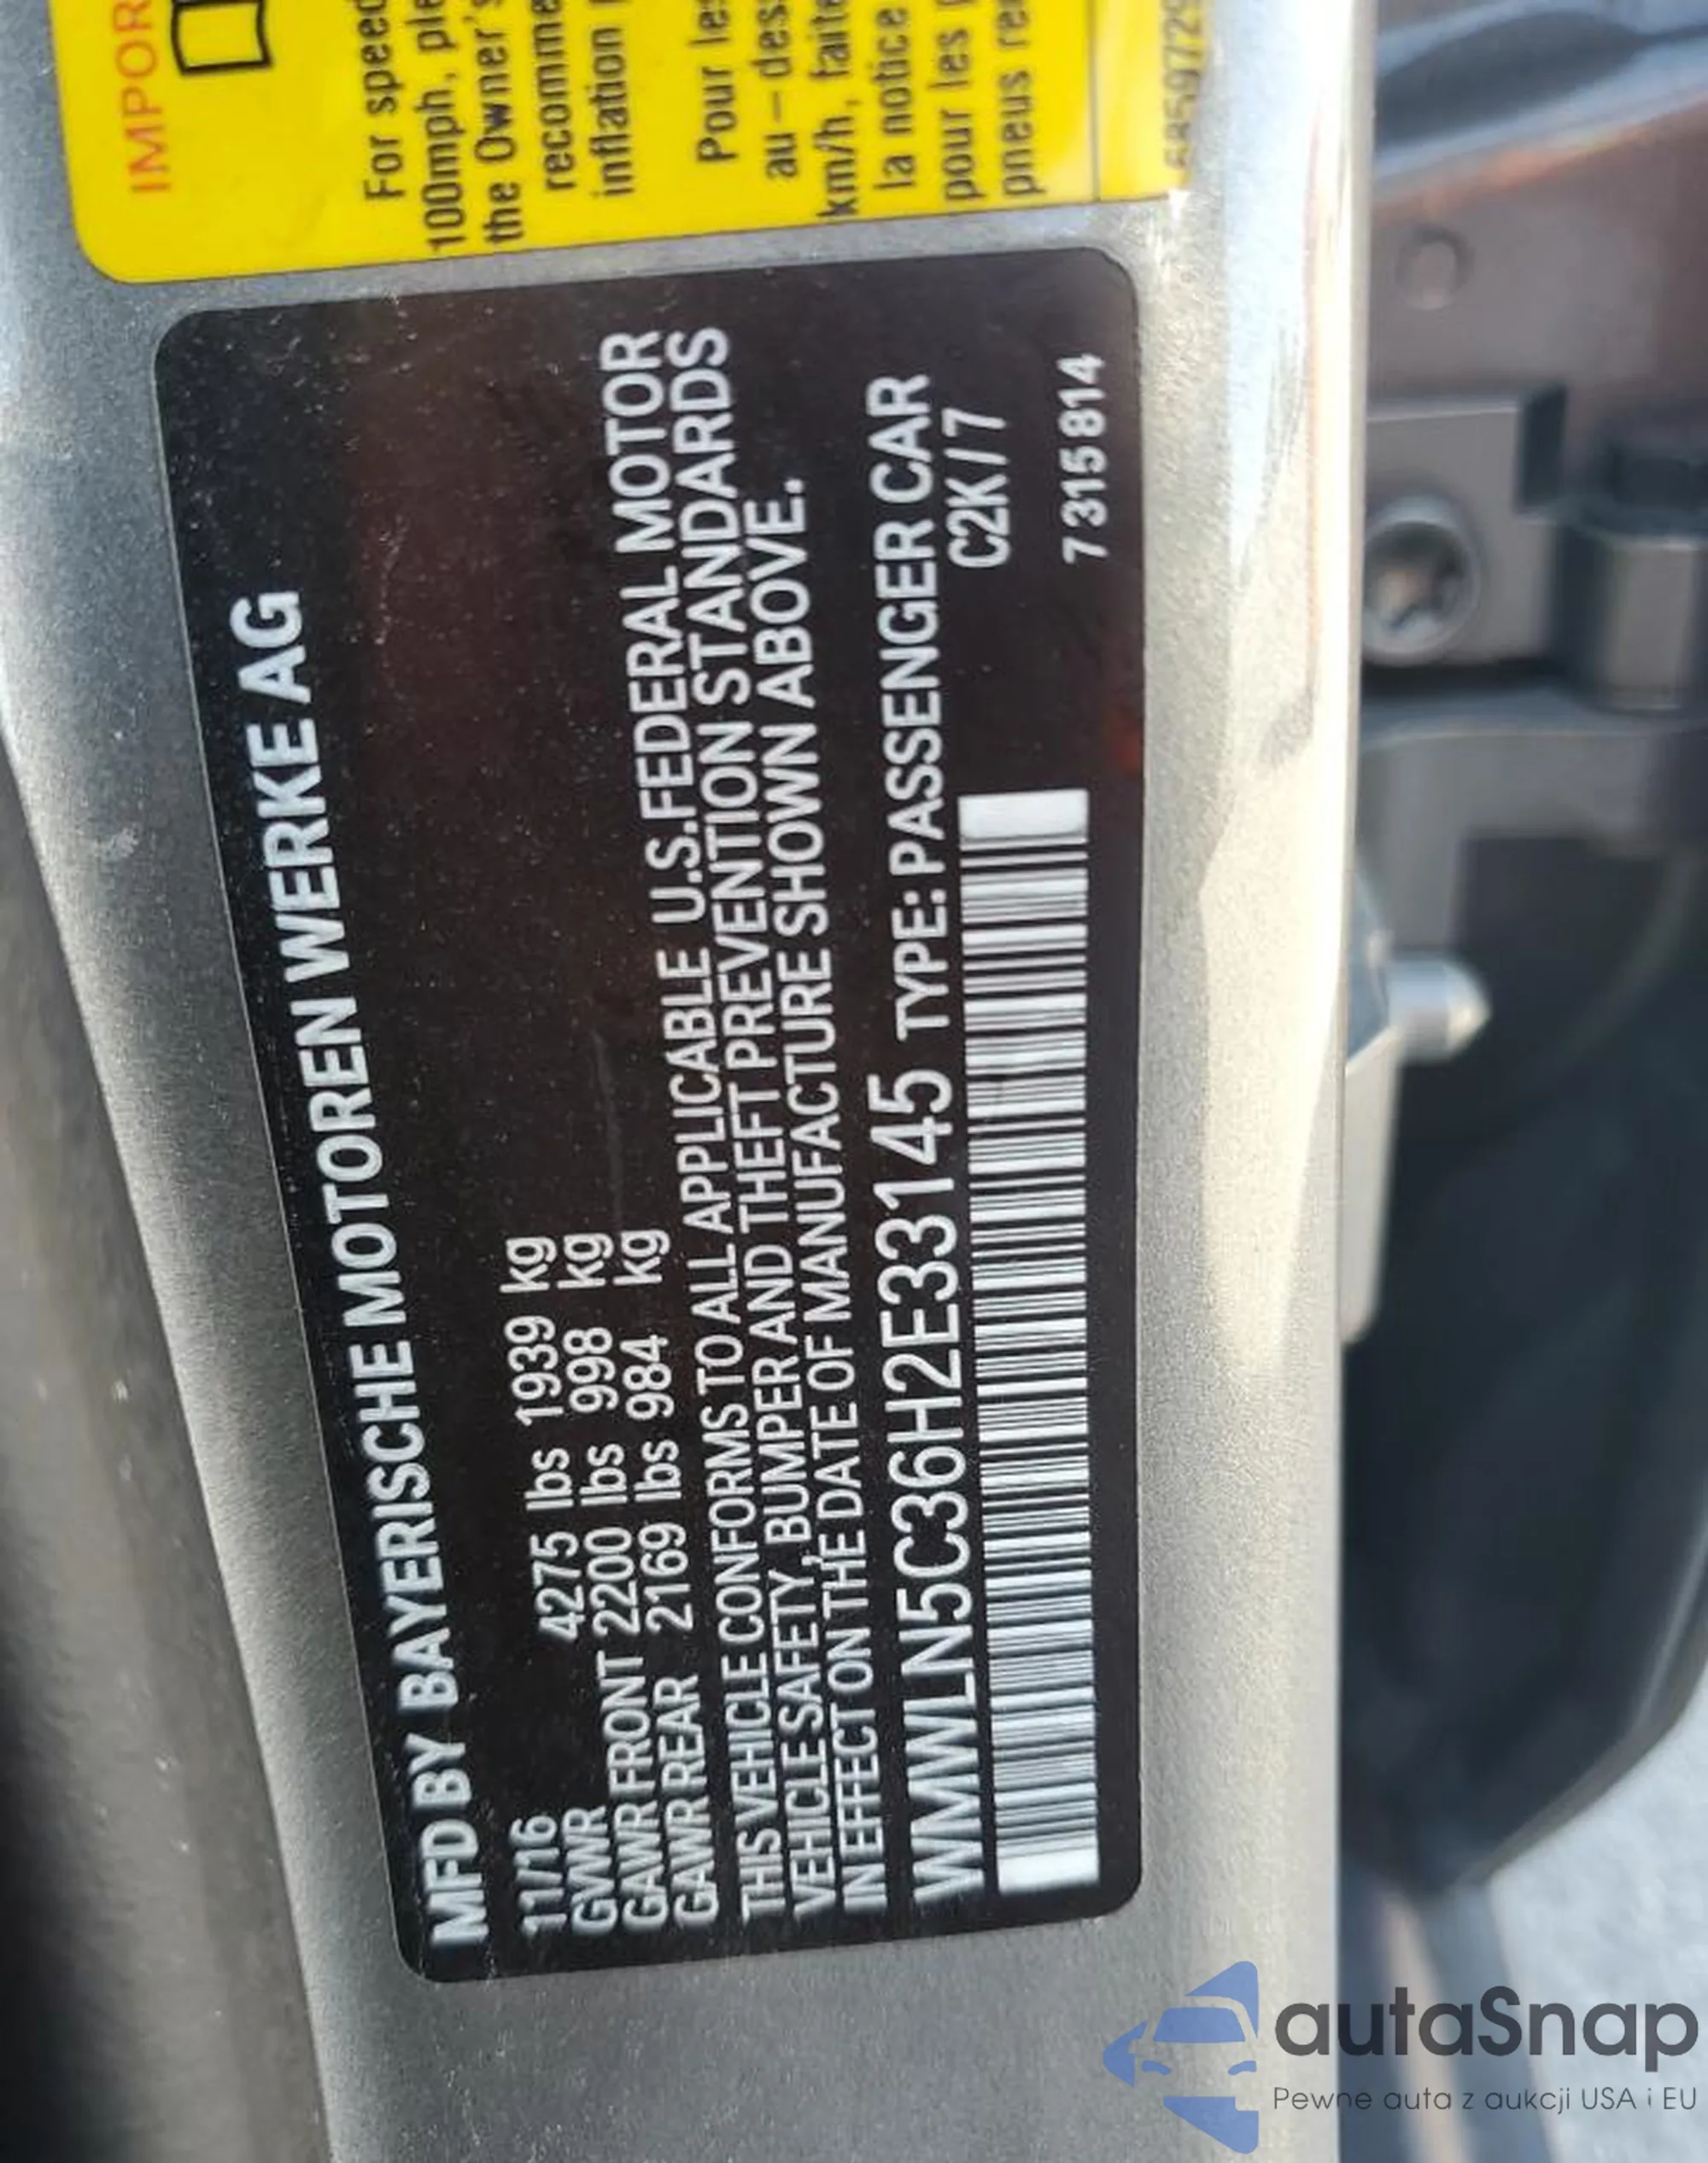 IMPOR
For speed
100mph, ple
the Owner's
recomme
inflation
Pour les
au-dess
km/h, faite
la notice
pour les
pneus re
MFD BY BAYERISCHE MOTOREN WERKE AG
11/16
GVWR 4275 lbs 1939 kg
GAWR FRONT 2200 lbs 998 kg
GAWR REAR 2169 lbs 984 kg
THIS VEHICLE CONFORMS TO ALL APPLICABLE U.S.FEDERAL MOTOR
VEHICLE SAFETY, BUMPER AND THEFT PREVENTION STANDARDS
IN EFFECT ON THE DATE OF MANUFACTURE SHOWN ABOVE.
WMWLN5C36H2E33145 TYPE: PASSENGER CAR
C2K/7
7315814
autaSnap
Pewne auta z aukcji USA i EU